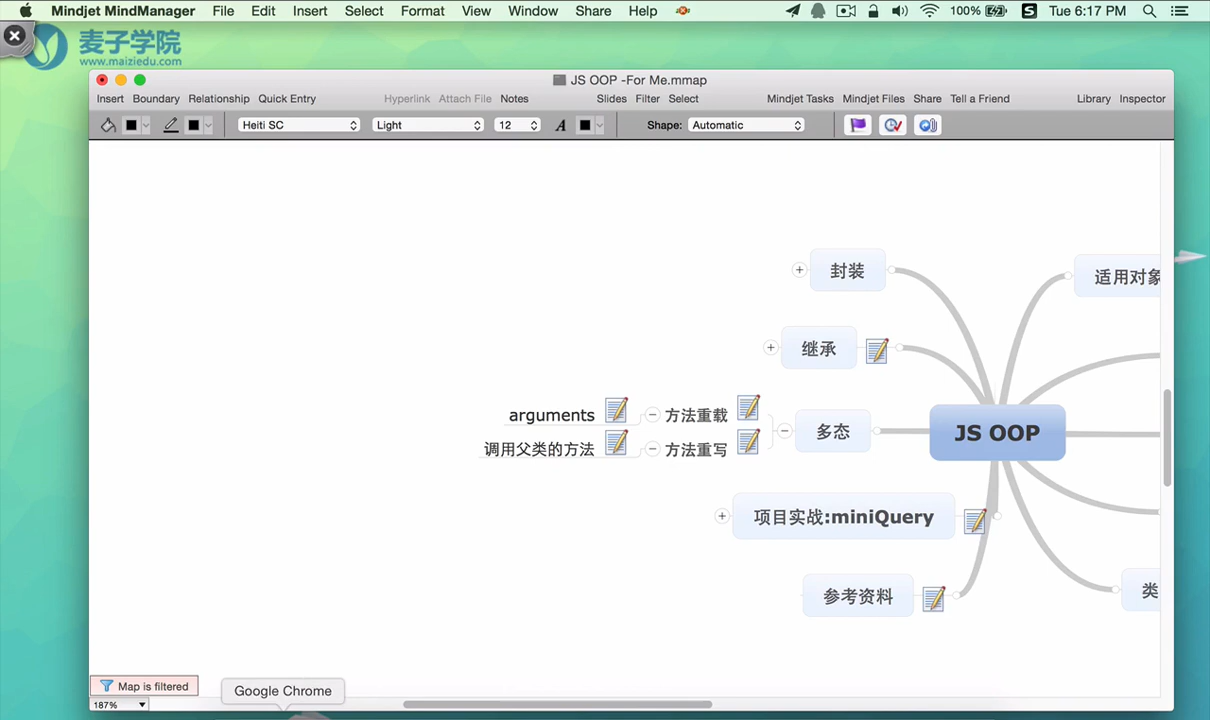 Mindjet MindManager File Edit Insert Select Format View Window Share Help 100% S Tue 6:17 PM
麦子学院
www.maiziedu.com
JS OOP -For Me.mmap
Insert Boundary Relationship Quick Entry Hyperlink Attach File Notes Slides Filter Select Mindjet Tasks Mindjet Files Share Tell a Friend Library Inspector
Heiti SC Light 12 A Shape: Automatic
封装
适用对象
继承
arguments 方法重载
多态
JS OOP
调用父类的方法 方法重写
项目实战:miniQuery
类
参考资料
Map is filtered
Google Chrome
187%